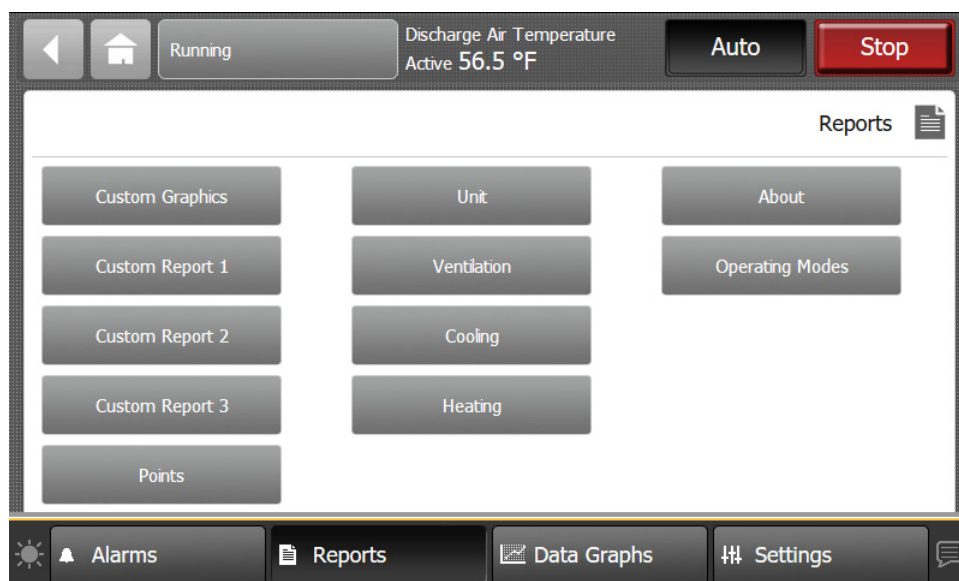 Running
Discharge Air Temperature
Active 56.5 °F
Auto
Stop
Reports
Custom Graphics
Unit
About
Custom Report 1
Ventilation
Operating Modes
Custom Report 2
Cooling
Custom Report 3
Heating
Points
Alarms
Reports
Data Graphs
Settings